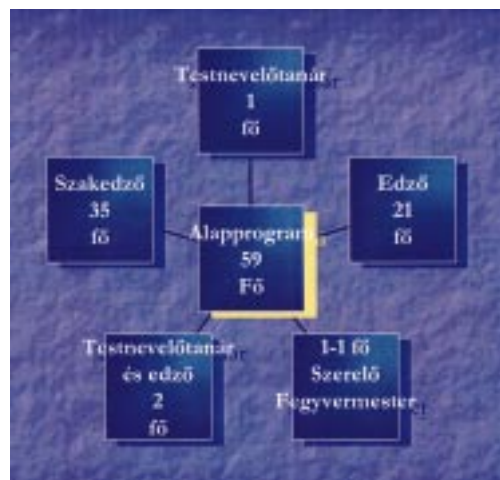 Testnevelőtanár
1
fő
Szakedző
35
fő
Edző
21
fő
Alapprogram
59
Fő
Testnevelőtanár
és edző
2
fő
1-1 fő
Szerelő
Fegyvermester